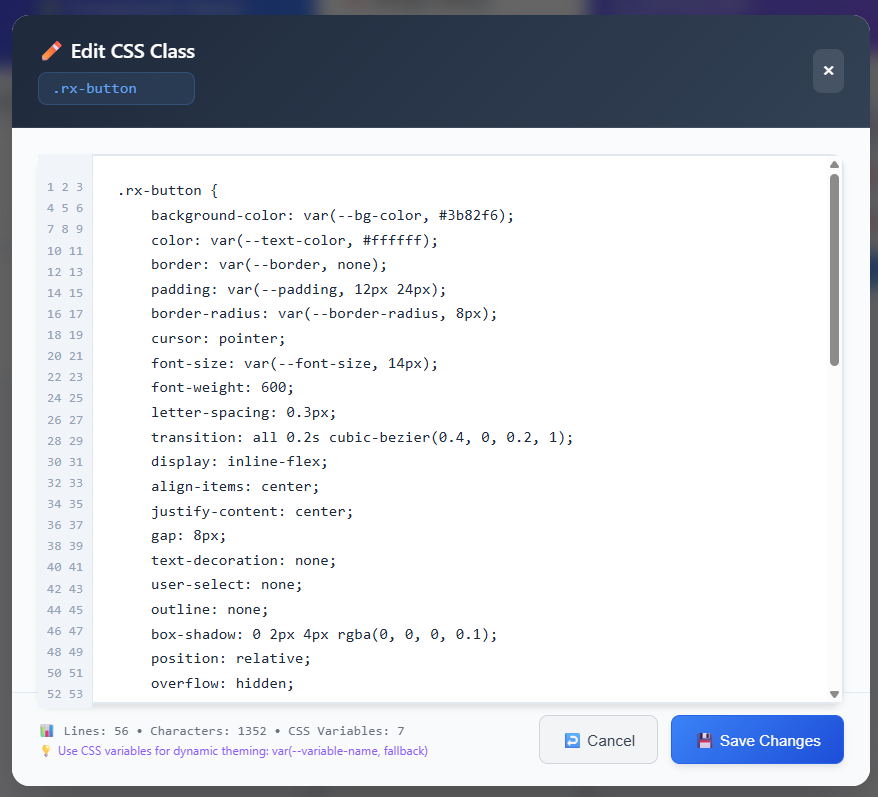 Edit CSS Class
.rx-button
×
1 2 3
4 5 6
7 8 9
10 11
12 13
14 15
16 17
18 19
20 21
22 23
24 25
26 27
28 29
30 31
32 33
34 35
36 37
38 39
40 41
42 43
44 45
46 47
48 49
50 51
52 53
.rx-button {
    background-color: var(--bg-color, #3b82f6);
    color: var(--text-color, #ffffff);
    border: var(--border, none);
    padding: var(--padding, 12px 24px);
    border-radius: var(--border-radius, 8px);
    cursor: pointer;
    font-size: var(--font-size, 14px);
    font-weight: 600;
    letter-spacing: 0.3px;
    transition: all 0.2s cubic-bezier(0.4, 0, 0.2, 1);
    display: inline-flex;
    align-items: center;
    justify-content: center;
    gap: 8px;
    text-decoration: none;
    user-select: none;
    outline: none;
    box-shadow: 0 2px 4px rgba(0, 0, 0, 0.1);
    position: relative;
    overflow: hidden;
Lines: 56 • Characters: 1352 • CSS Variables: 7
Use CSS variables for dynamic theming: var(--variable-name, fallback)
Cancel
Save Changes